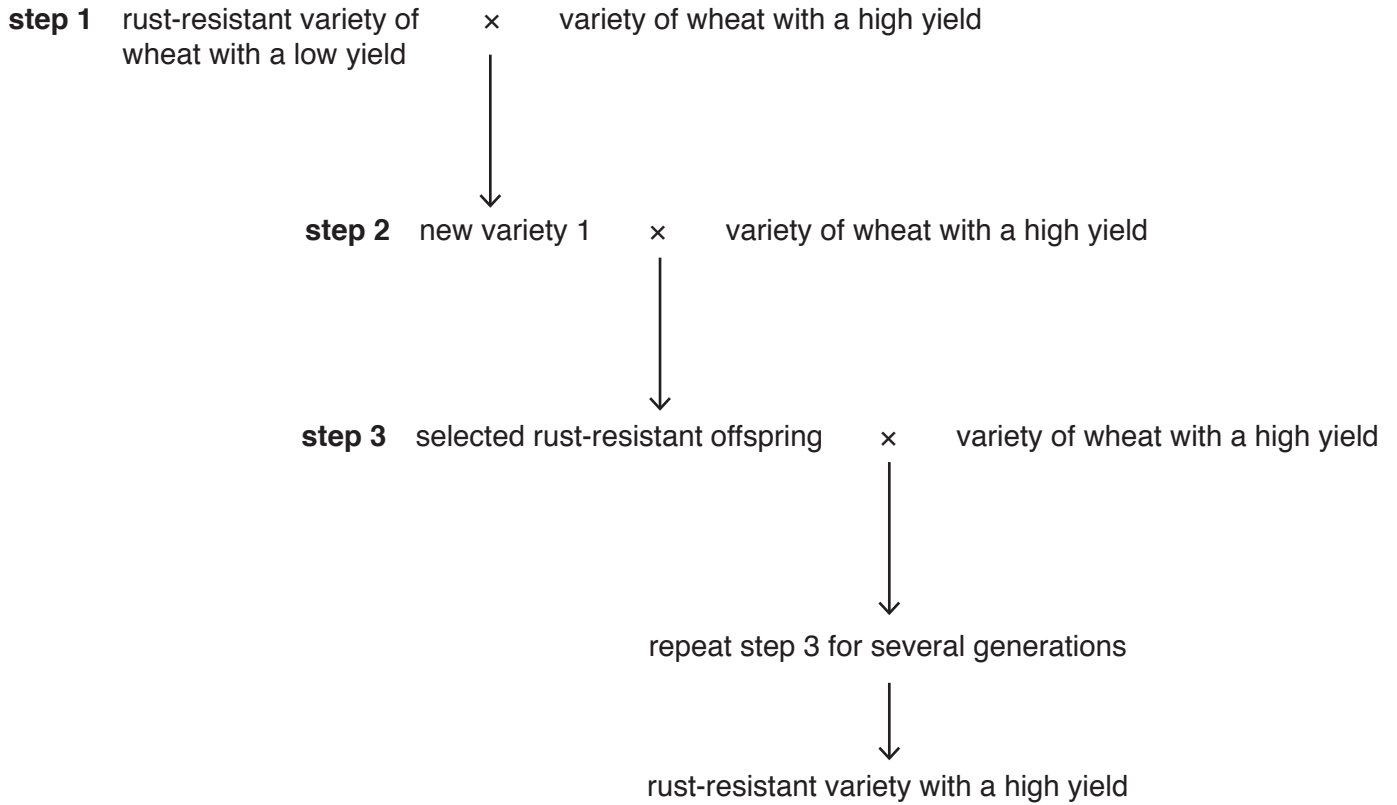 step 1 rust-resistant variety of × variety of wheat with a high yield
wheat with a low yield
step 2 new variety 1 × variety of wheat with a high yield
step 3 selected rust-resistant offspring × variety of wheat with a high yield
repeat step 3 for several generations
rust-resistant variety with a high yield